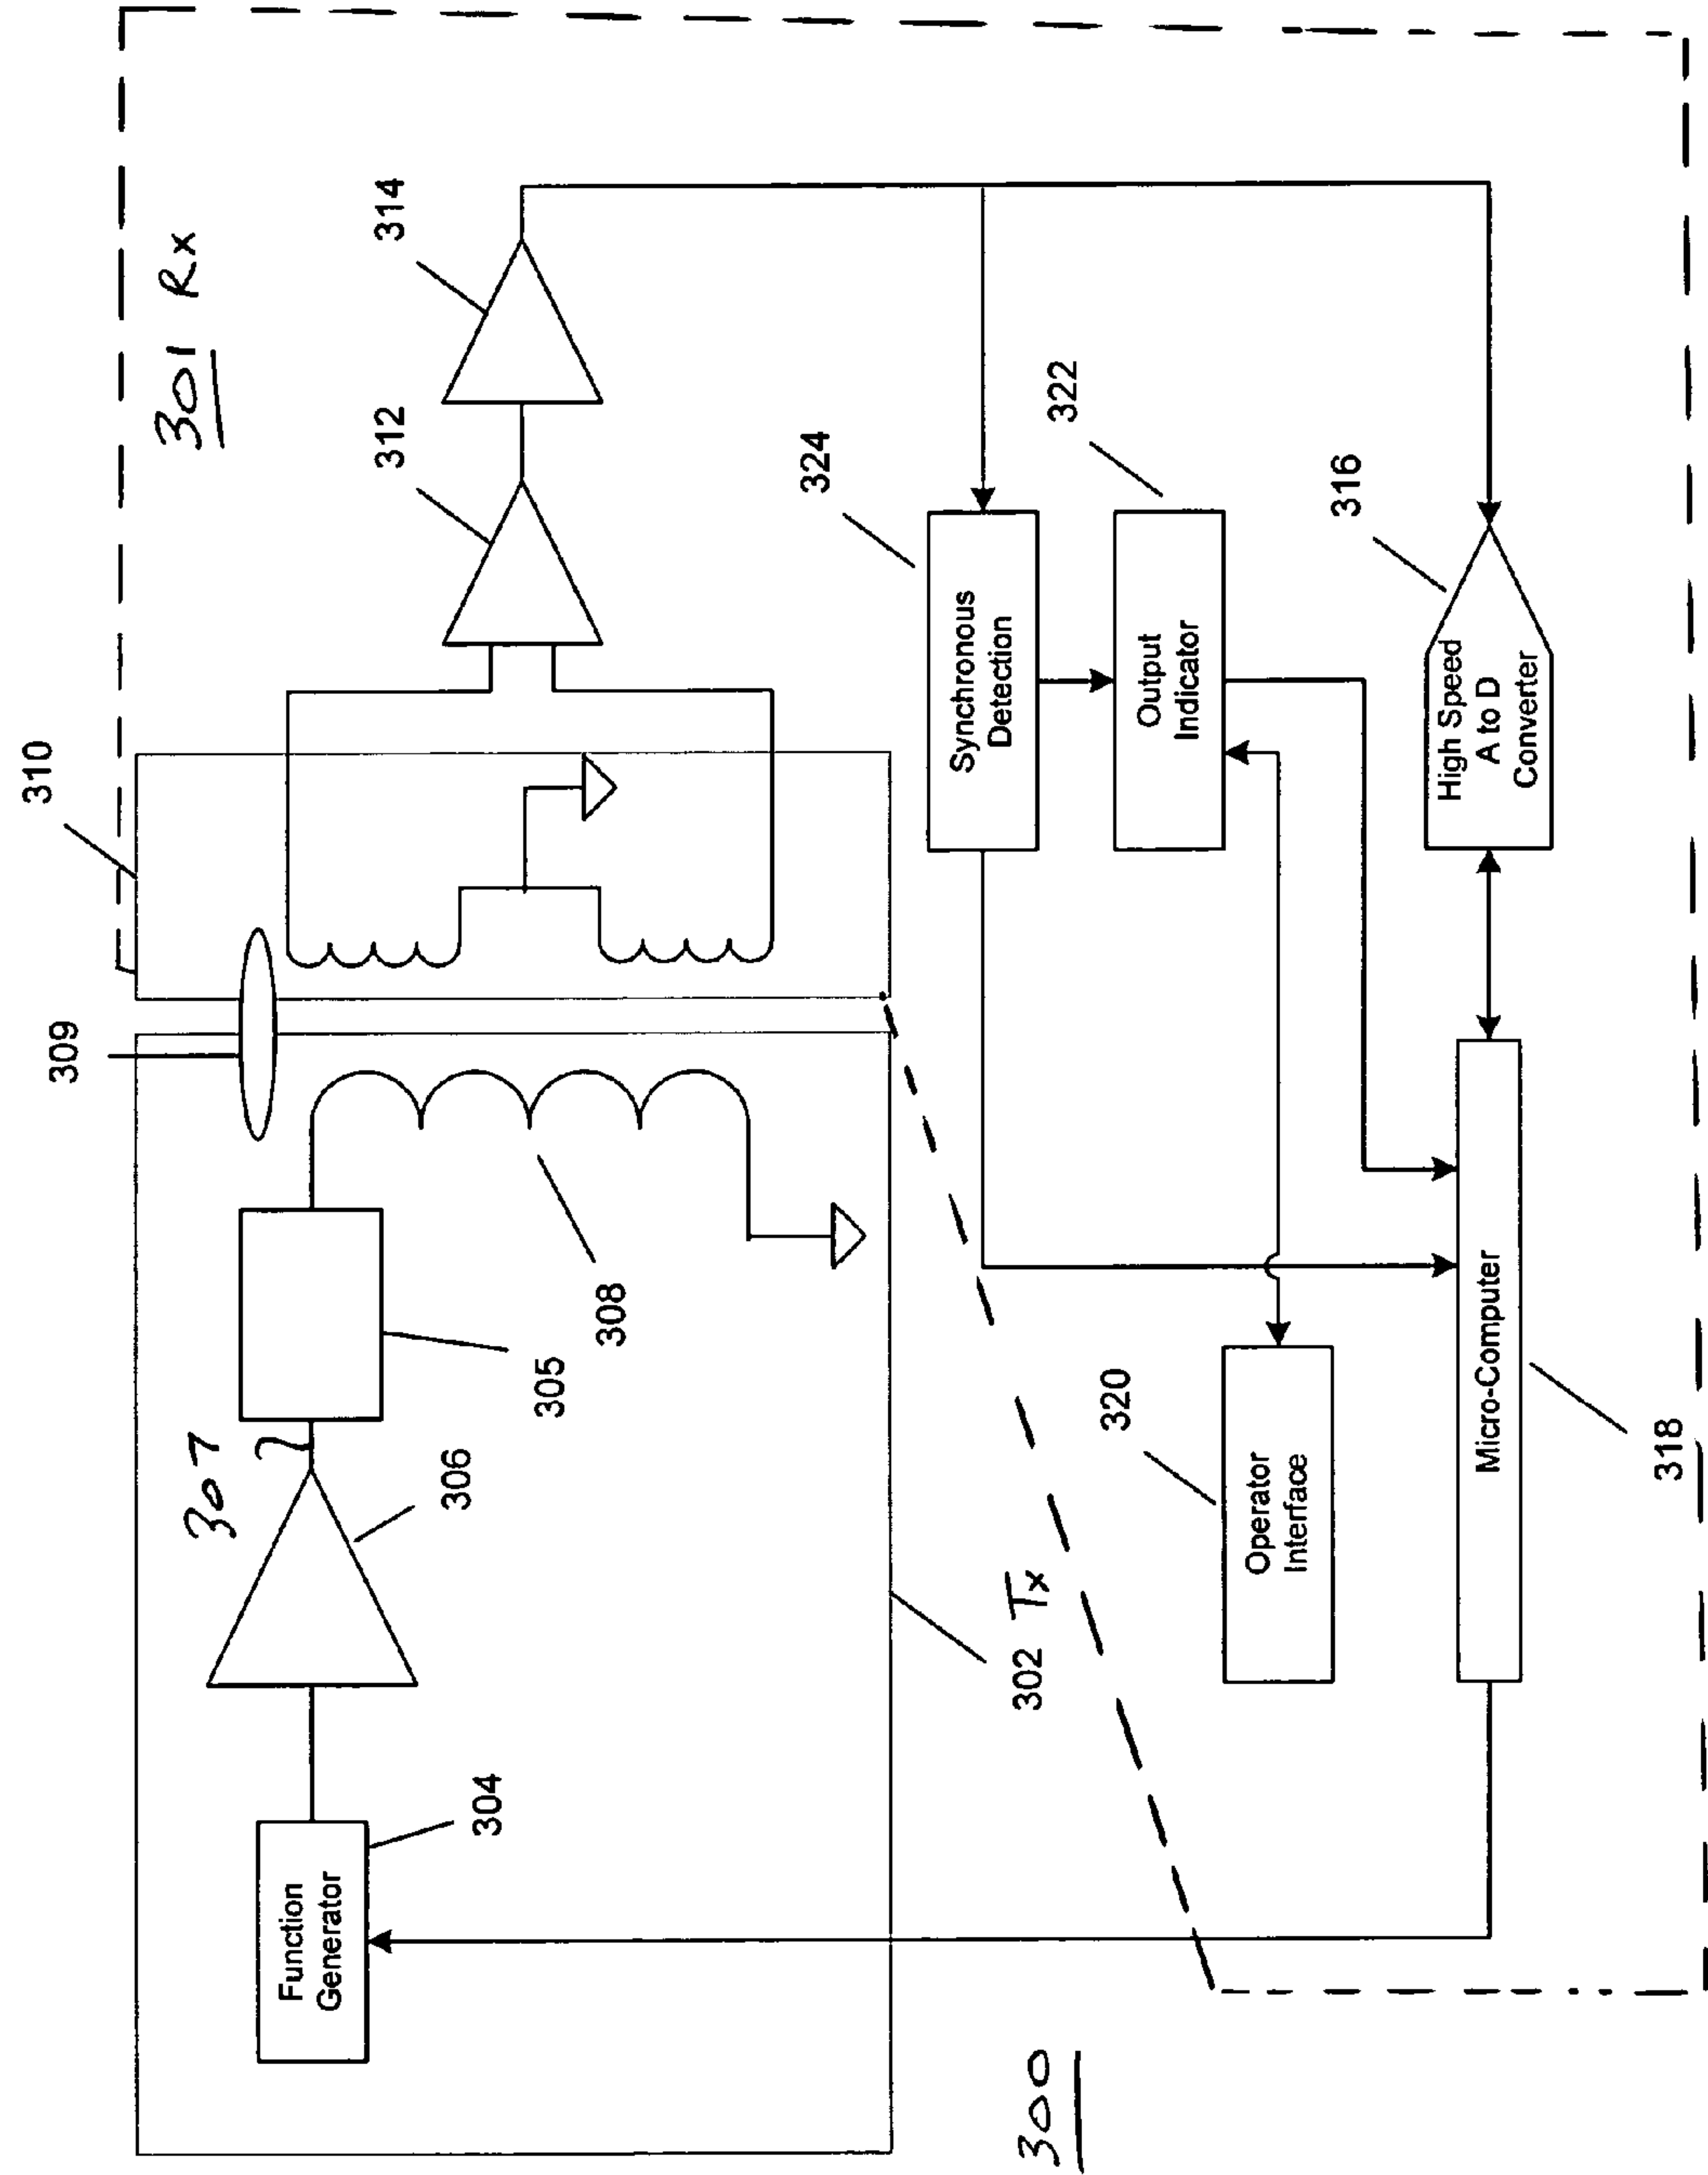 310
309
301 Rx
314
312
307
306
305
308
304
Function
Generator
302 Tx
300
324
Synchronous
Detection
322
Output
Indicator
316
High Speed
A to D
Converter
320
Operator
Interface
Micro-Computer
318